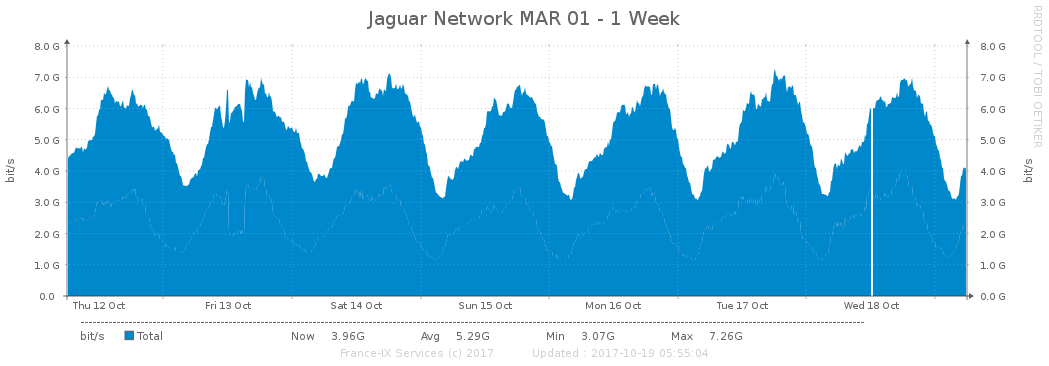 Jaguar Network MAR 01 - 1 Week
RRDTOOL / TOBI OETIKER
bit/s
bit/s
8.0 G 8.0 G
7.0 G 7.0 G
6.0 G 6.0 G
5.0 G 5.0 G
4.0 G 4.0 G
3.0 G 3.0 G
2.0 G 2.0 G
1.0 G 1.0 G
0.0 0.0 G
Thu 12 Oct Fri 13 Oct Sat 14 Oct Sun 15 Oct Mon 16 Oct Tue 17 Oct Wed 18 Oct
bit/s Total Now 3.96G Avg 5.29G Min 3.07G Max 7.26G
France-IX Services (c) 2017 Updated : 2017-10-19 05:55:04